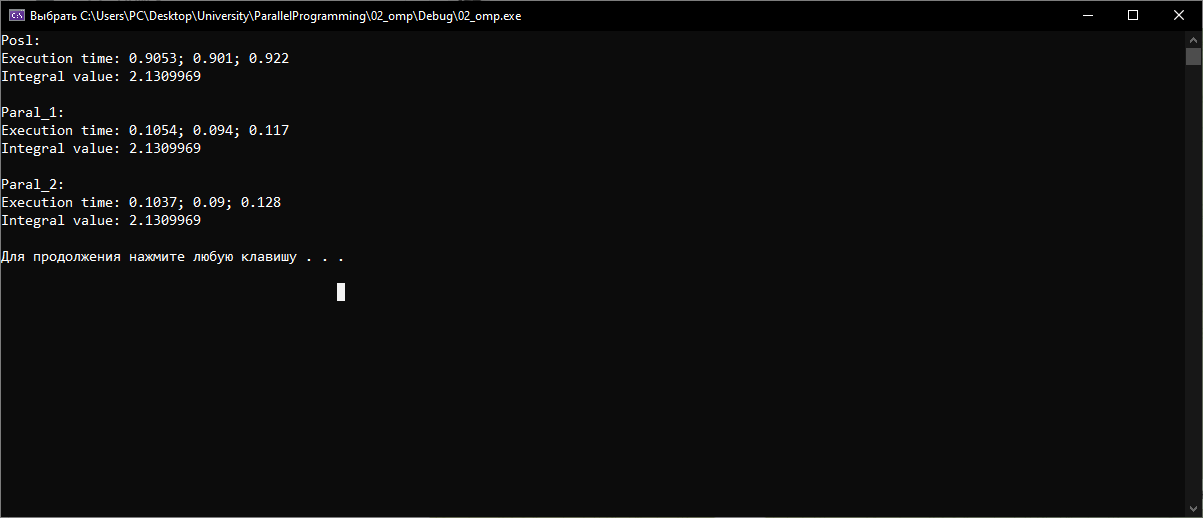 Выбрать C:\Users\PC\Desktop\University\ParallelProgramming\02_omp\Debug\02_omp.exe
Posl:
Execution time: 0.9053; 0.901; 0.922
Integral value: 2.1309969
Paral_1:
Execution time: 0.1054; 0.094; 0.117
Integral value: 2.1309969
Paral_2:
Execution time: 0.1037; 0.09; 0.128
Integral value: 2.1309969
Для продолжения нажмите любую клавишу . . .